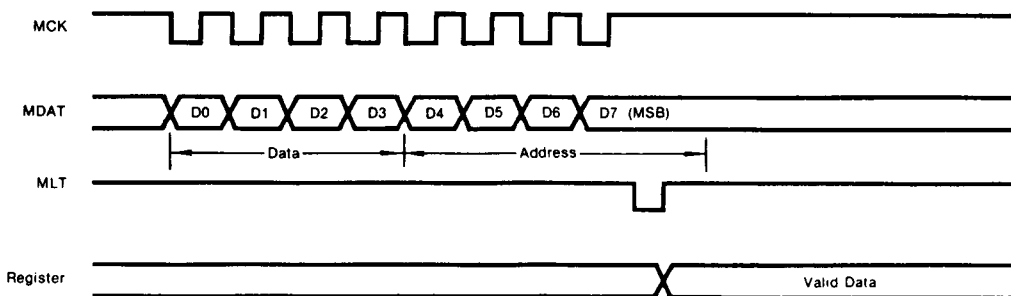 MCK
MDAT D0 D1 D2 D3 D4 D5 D6 D7 (MSB)
Data Address
MLT
Register Valid Data